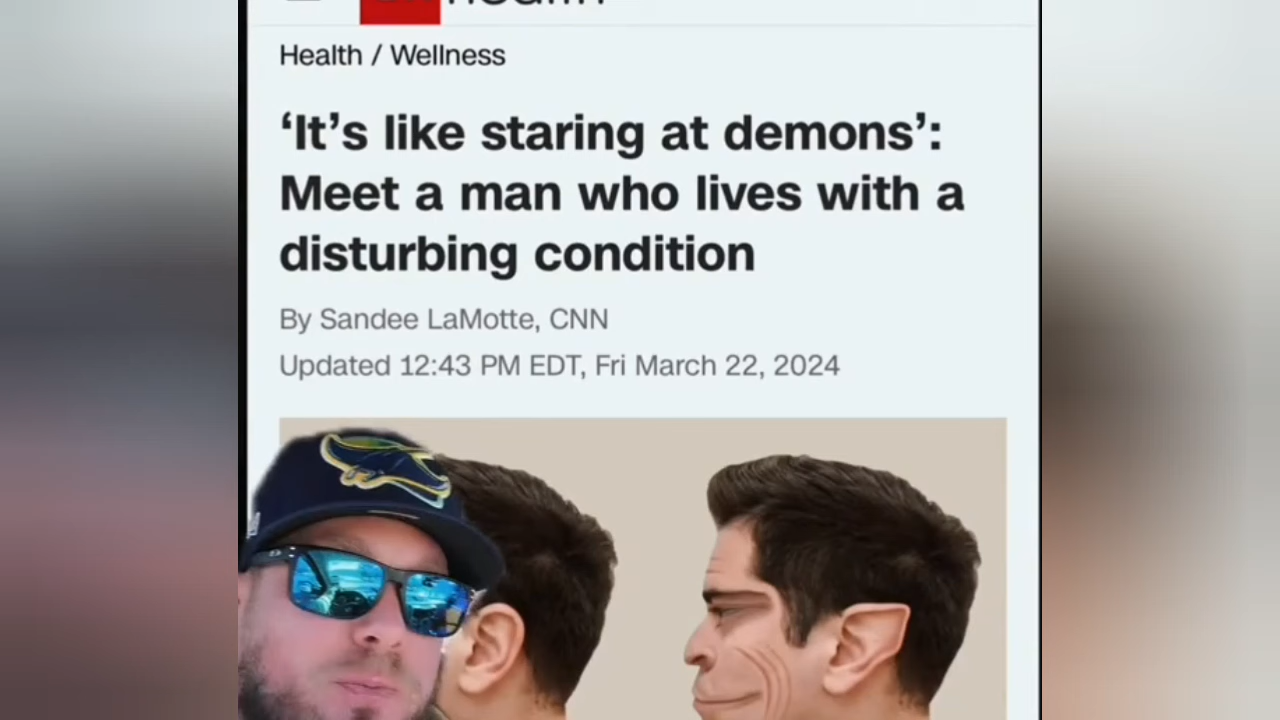 Health / Wellness
‘It’s like staring at demons’:
Meet a man who lives with a
disturbing condition
By Sandee LaMotte, CNN
Updated 12:43 PM EDT, Fri March 22, 2024